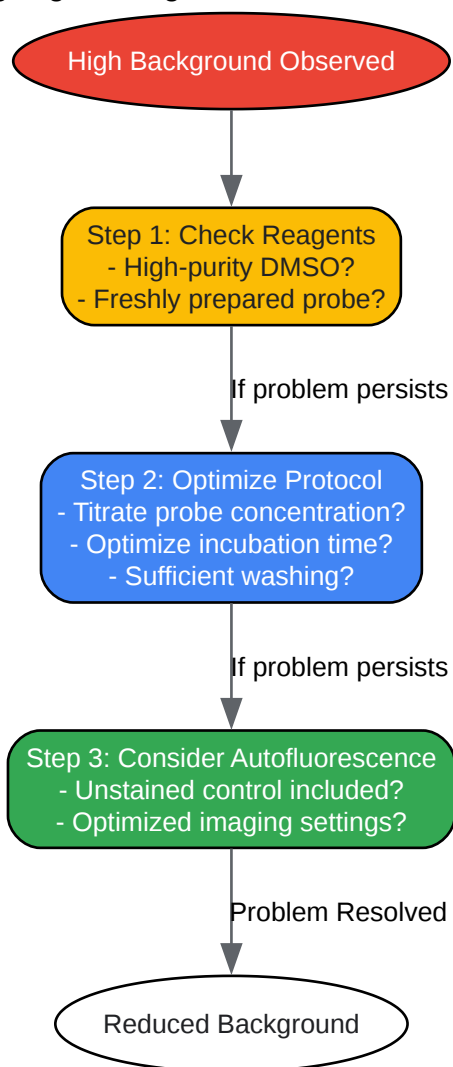 High Background Observed
Step 1: Check Reagents
- High-purity DMSO?
- Freshly prepared probe?
If problem persists
Step 2: Optimize Protocol
- Titrate probe concentration?
- Optimize incubation time?
- Sufficient washing?
If problem persists
Step 3: Consider Autofluorescence
- Unstained control included?
- Optimized imaging settings?
Problem Resolved
Reduced Background